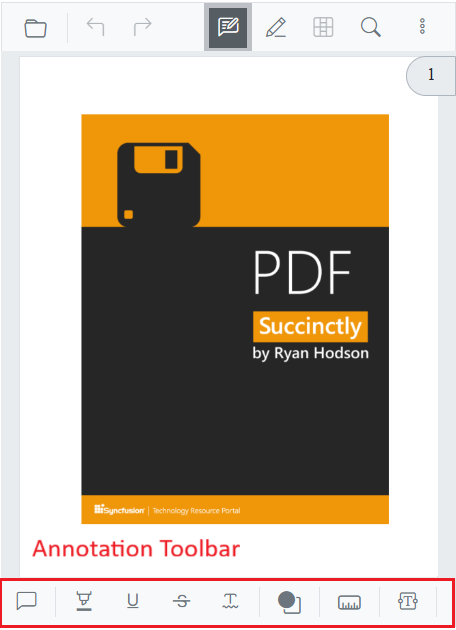 1
PDF
Succinctly
by Ryan Hodson
Syncfusion | Technology Resource Portal
Annotation Toolbar